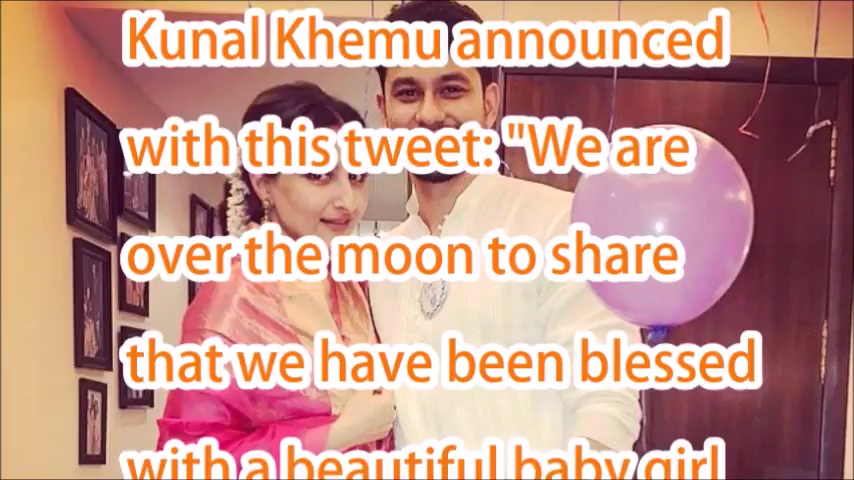 Kunal Khemu announced
with this tweet: "We are
over the moon to share
that we have been blessed
with a beautiful baby girl